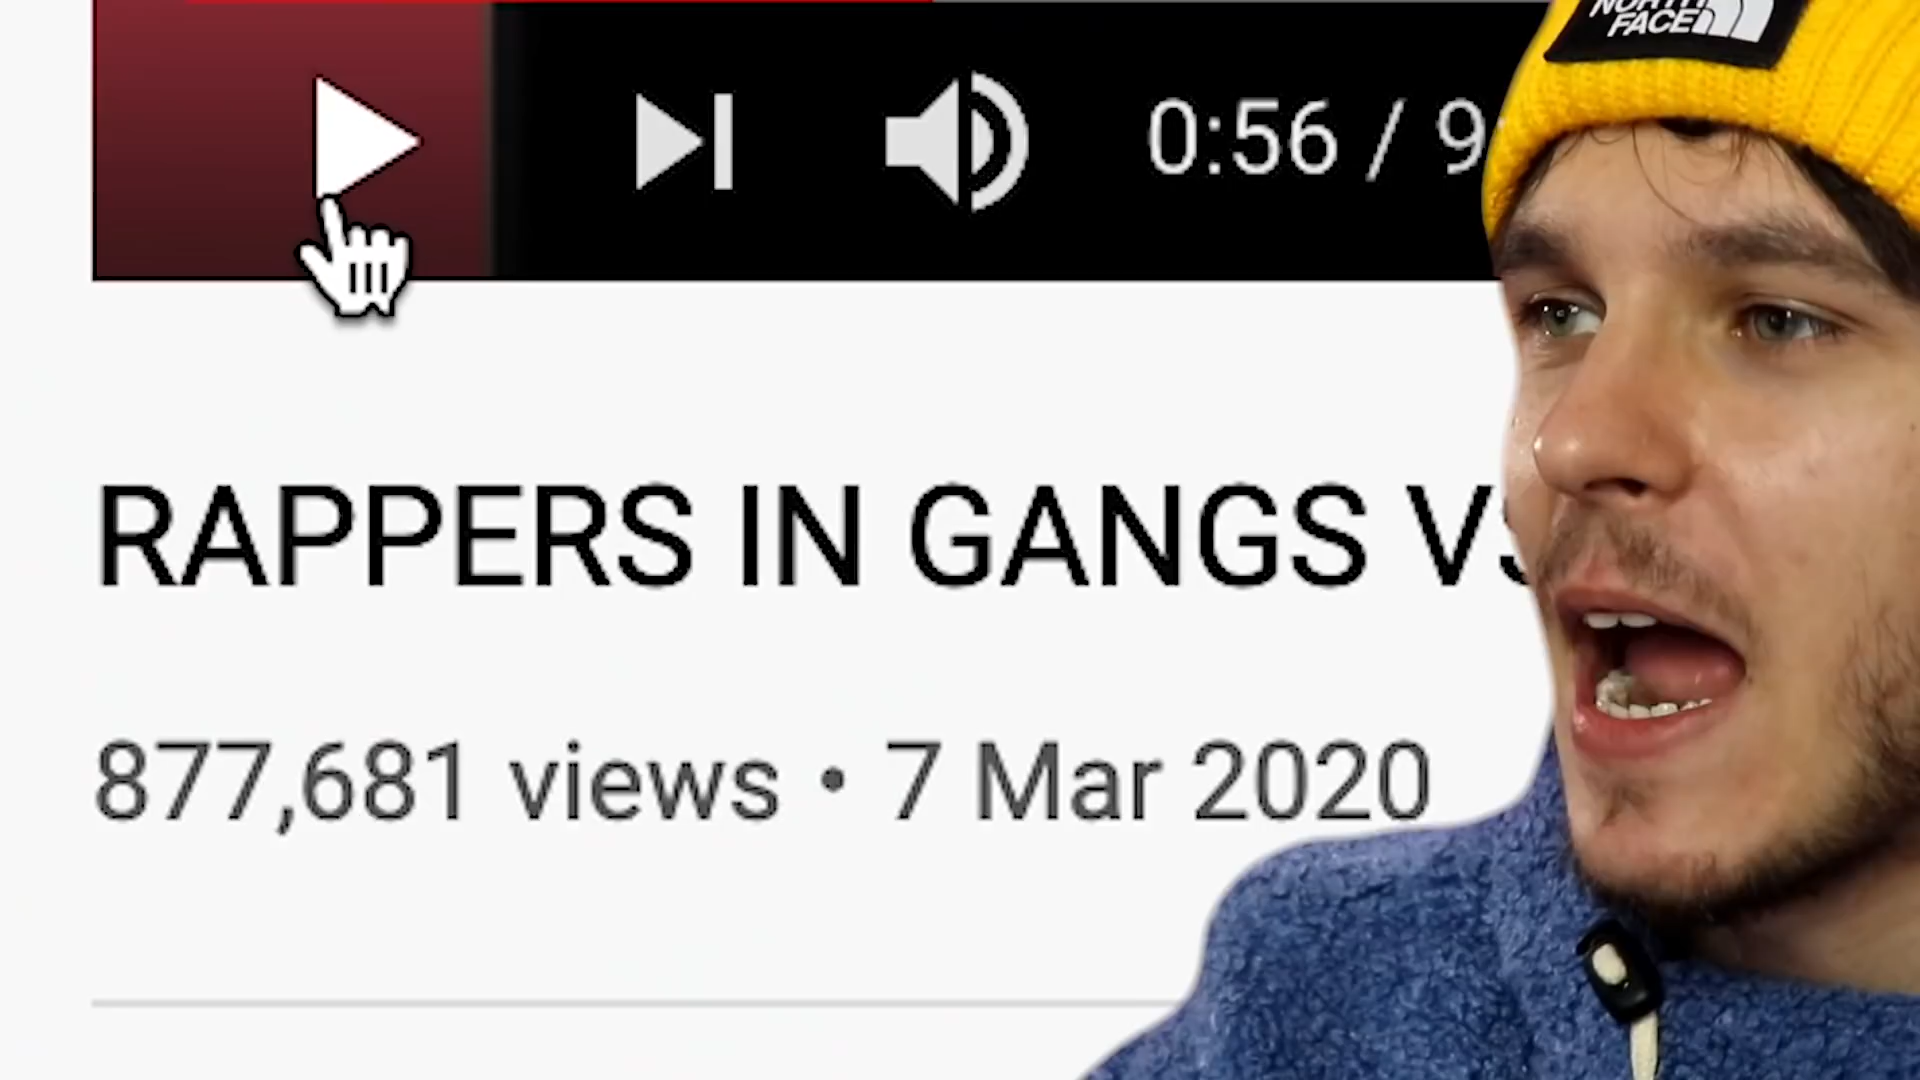 NORTH
FACE
0:56 / 9
RAPPERS IN GANGS VS
877,681 views • 7 Mar 2020